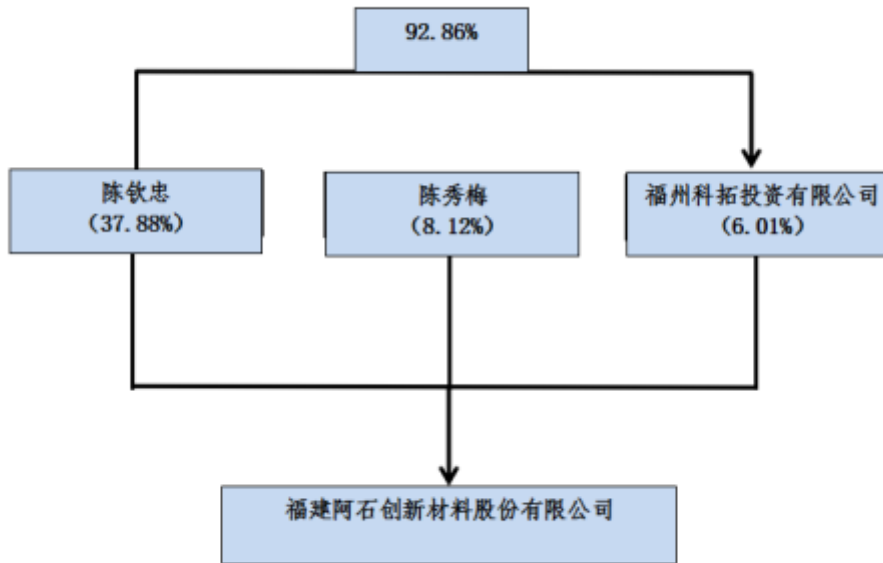 92.86%
陈钦忠
(37.88%)
陈秀梅
(8.12%)
福州科拓投资有限公司
(6.01%)
福建阿石创新材料股份有限公司